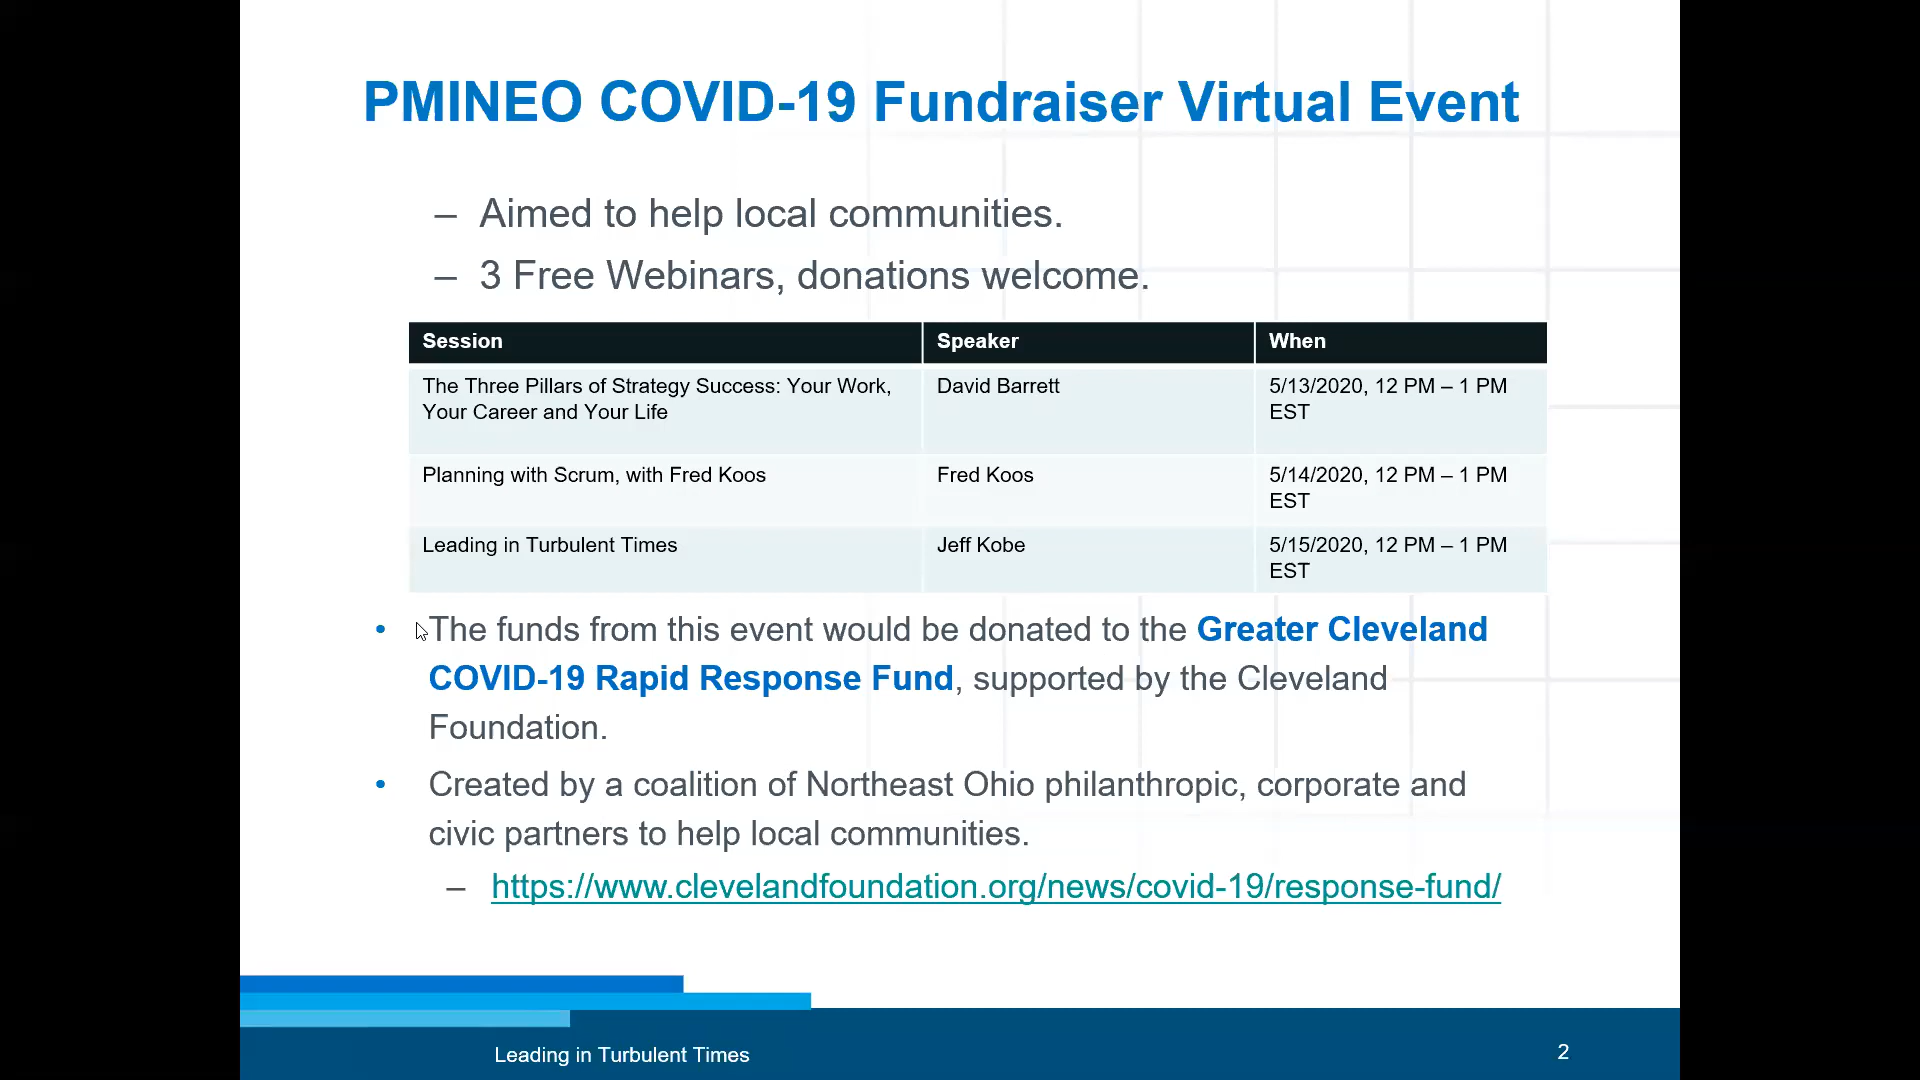 PMINEO COVID-19 Fundraiser Virtual Event
– Aimed to help local communities.
– 3 Free Webinars, donations welcome.
Session Speaker When
The Three Pillars of Strategy Success: Your Work, David Barrett 5/13/2020, 12 PM – 1 PM
Your Career and Your Life EST
Planning with Scrum, with Fred Koos Fred Koos 5/14/2020, 12 PM – 1 PM
EST
Leading in Turbulent Times Jeff Kobe 5/15/2020, 12 PM – 1 PM
EST
• The funds from this event would be donated to the Greater Cleveland
COVID-19 Rapid Response Fund, supported by the Cleveland
Foundation.
• Created by a coalition of Northeast Ohio philanthropic, corporate and
civic partners to help local communities.
– https://www.clevelandfoundation.org/news/covid-19/response-fund/
Leading in Turbulent Times 2